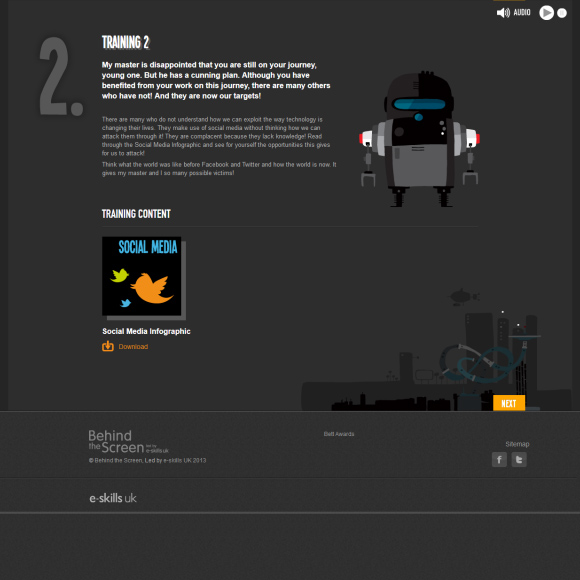 AUDIO
2.
TRAINING 2
My master is disappointed that you are still on your journey,
young one. But he has a cunning plan. Although you have
benefited from your work on this journey, there are many others
who have not! And they are now our targets!
There are many who do not understand how we can exploit the way technology is
changing their lives. They make use of social media without thinking how we can
attack them through it! They are complacent because they lack knowledge! Read
through the Social Media Infographic and see for yourself the opportunities this gives
for us to attack!
Think what the world was like before Facebook and Twitter and how the world is now. It
gives my master and I so many possible victims!
TRAINING CONTENT
SOCIAL MEDIA
Social Media Infographic
Download
NEXT
Behind
the Screen led by
e-skills uk
© Behind the Screen, Led by e-skills UK 2013
Belt Awards
Sitemap
f t
e-skills uk